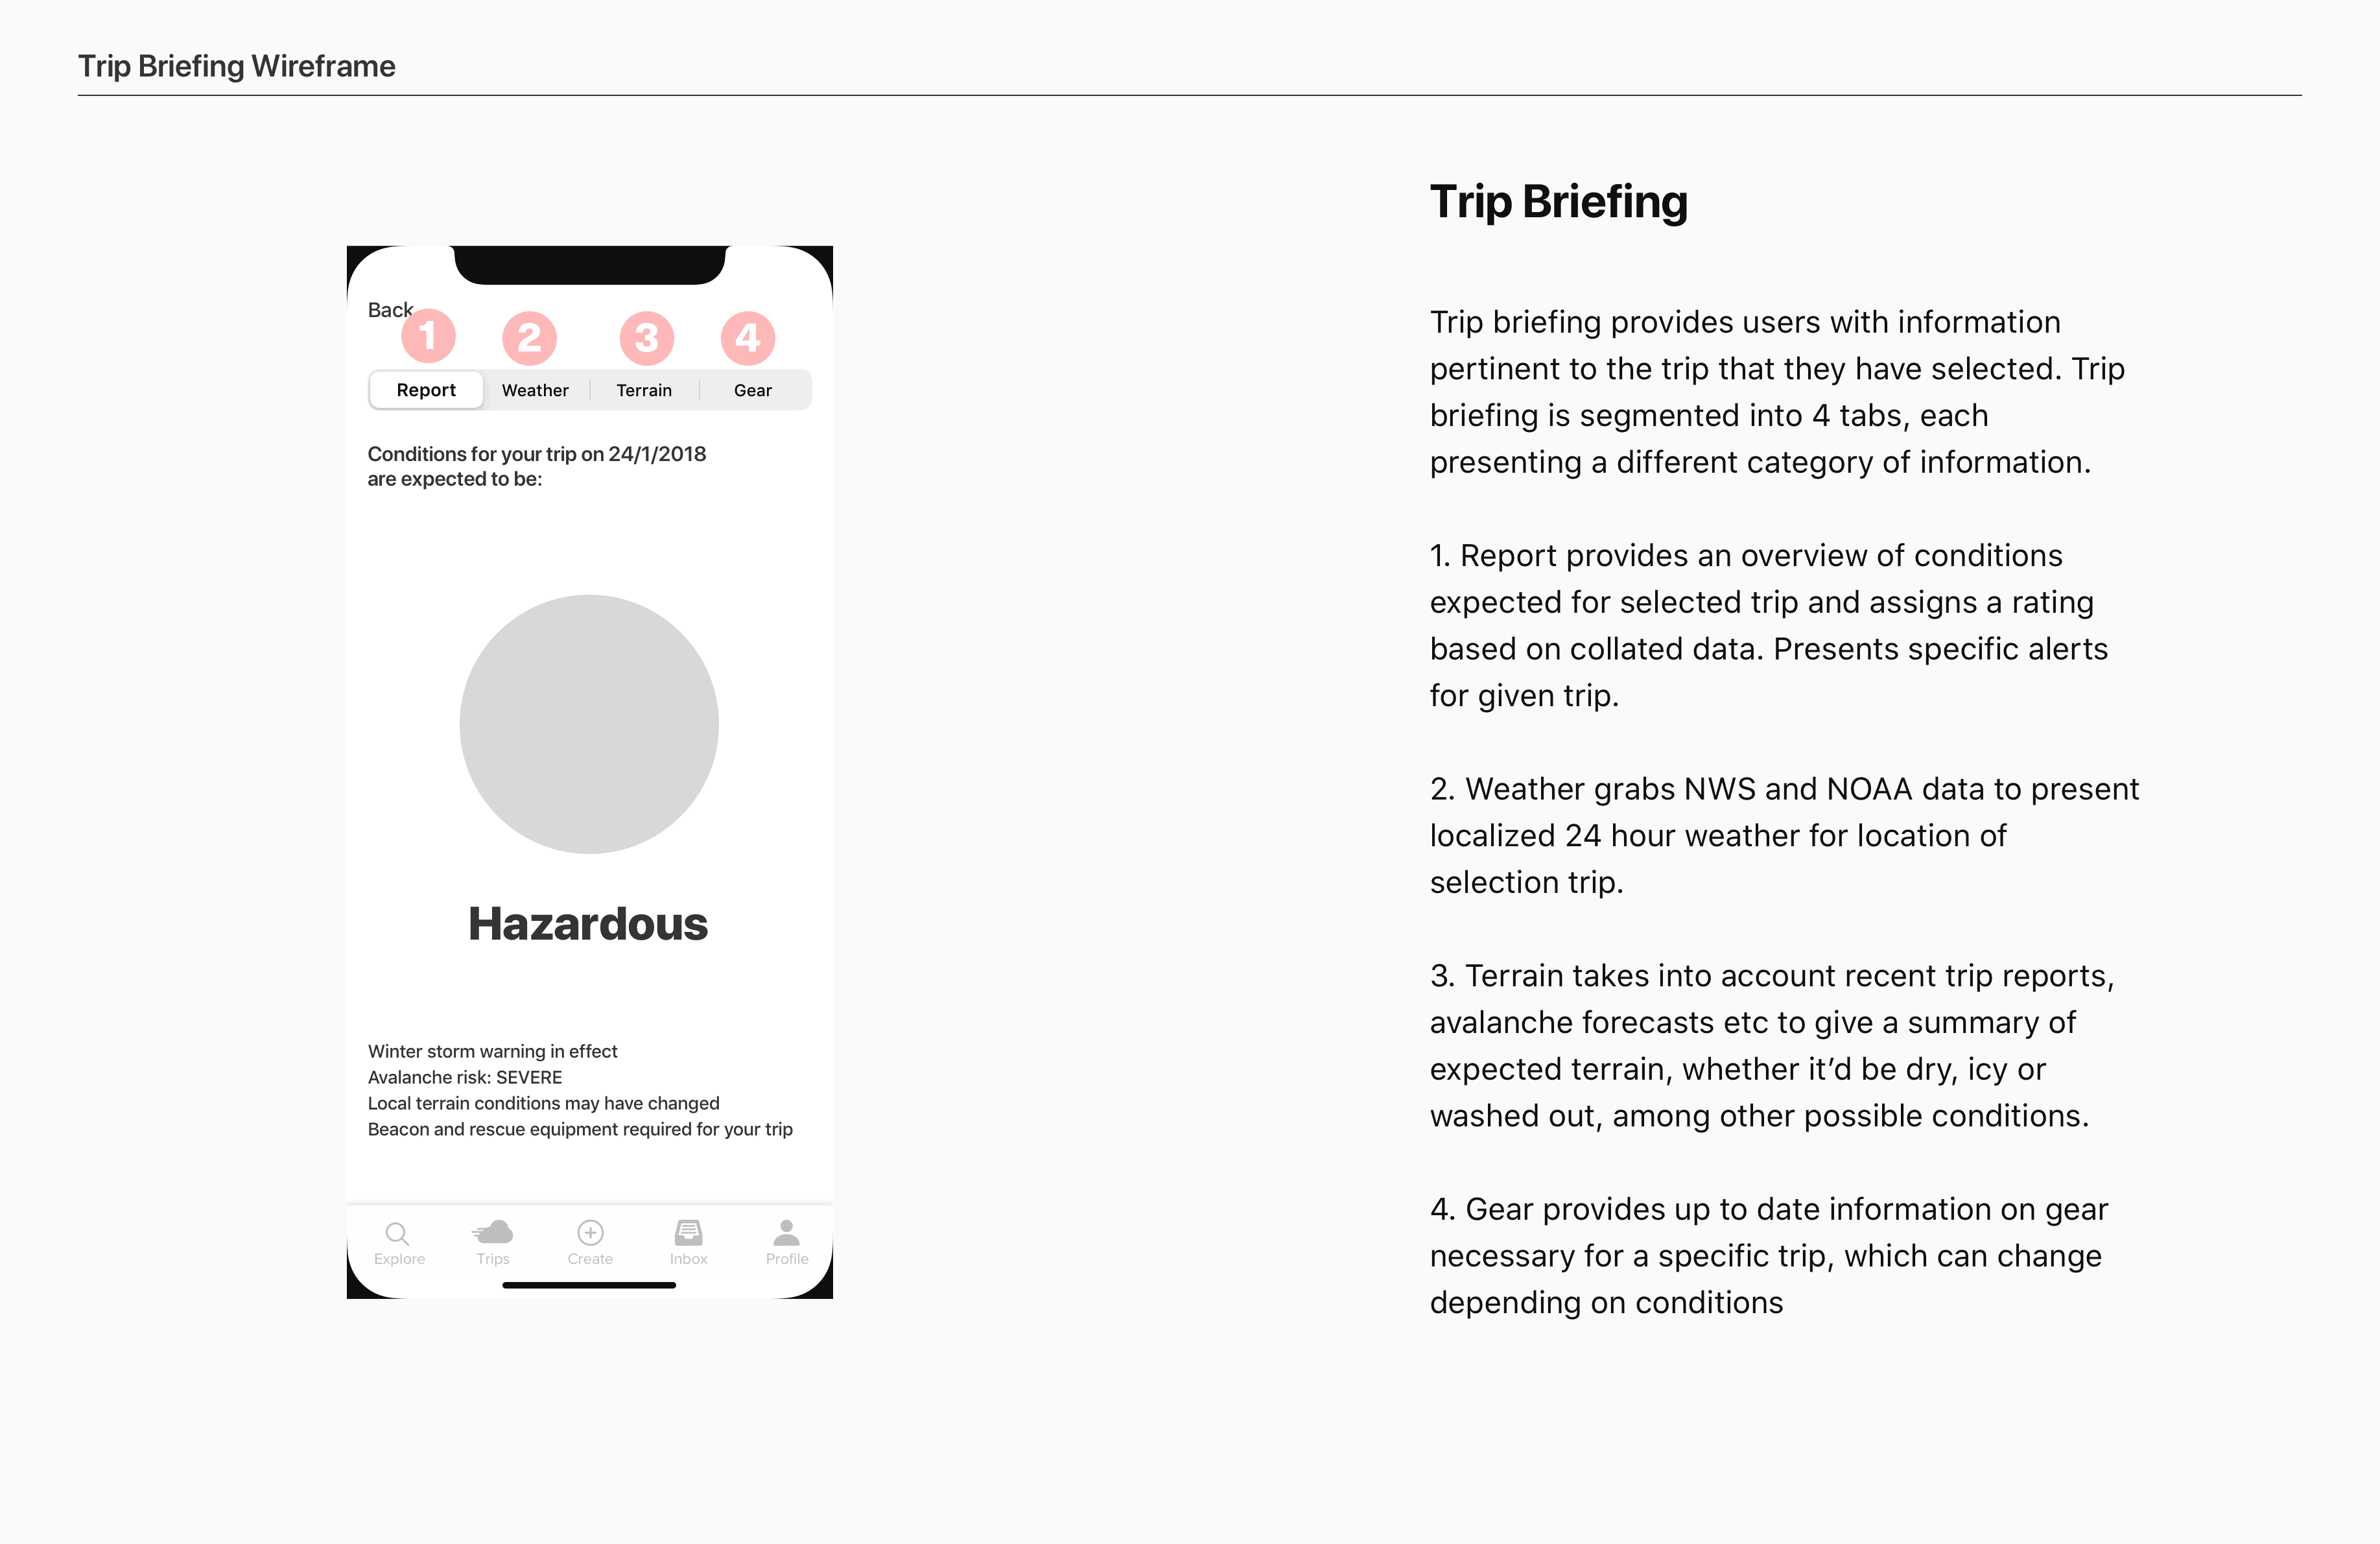 Trip Briefing Wireframe
Back
1 2 3 4
Report Weather Terrain Gear
Conditions for your trip on 24/1/2018
are expected to be:
Hazardous
Winter storm warning in effect
Avalanche risk: SEVERE
Local terrain conditions may have changed
Beacon and rescue equipment required for your trip
Explore Trips Create Inbox Profile
Trip Briefing
Trip briefing provides users with information
pertinent to the trip that they have selected. Trip
briefing is segmented into 4 tabs, each
presenting a different category of information.
1. Report provides an overview of conditions
expected for selected trip and assigns a rating
based on collated data. Presents specific alerts
for given trip.
2. Weather grabs NWS and NOAA data to present
localized 24 hour weather for location of
selection trip.
3. Terrain takes into account recent trip reports,
avalanche forecasts etc to give a summary of
expected terrain, whether it’d be dry, icy or
washed out, among other possible conditions.
4. Gear provides up to date information on gear
necessary for a specific trip, which can change
depending on conditions